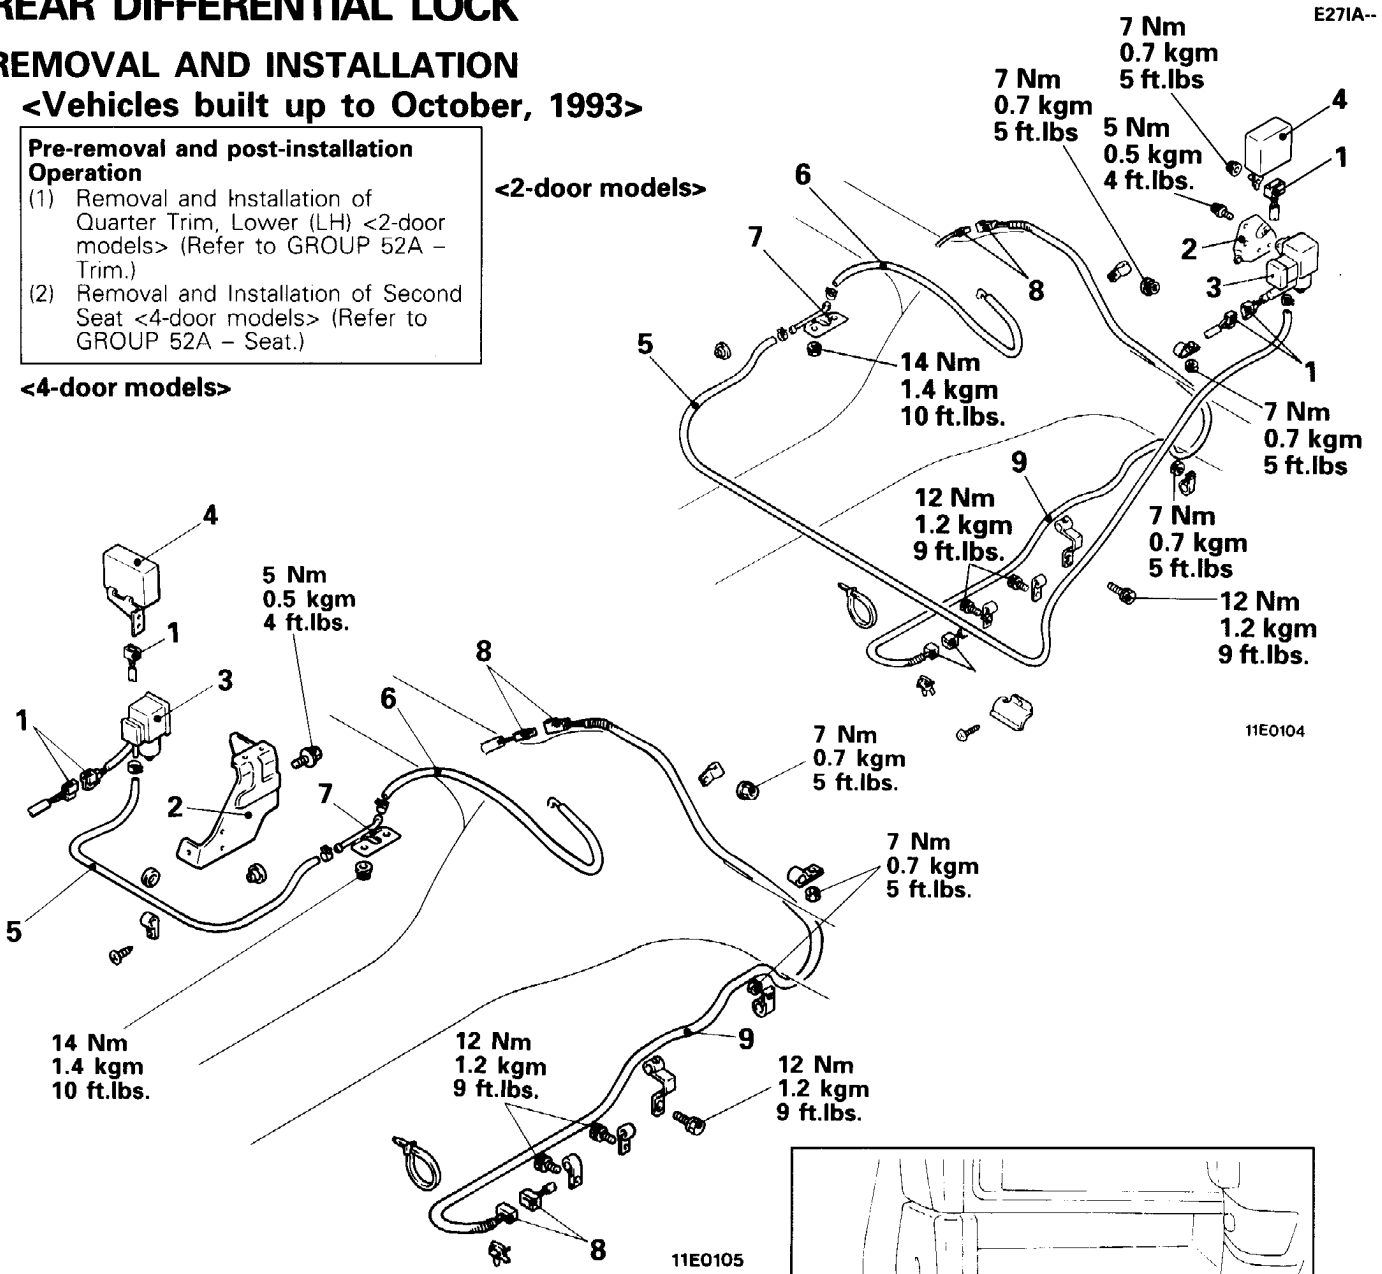 REAR DIFFERENTIAL LOCK
E27IA--
REMOVAL AND INSTALLATION
<Vehicles built up to October, 1993>
Pre-removal and post-installation
Operation
(1) Removal and Installation of
Quarter Trim, Lower (LH) <2-door
models> (Refer to GROUP 52A –
Trim.)
(2) Removal and Installation of Second
Seat <4-door models> (Refer to
GROUP 52A – Seat.)
<2-door models>
7 Nm
0.7 kgm
5 ft.lbs
7 Nm
0.7 kgm
5 ft.lbs
5 Nm
0.5 kgm
4 ft.lbs.
4
1
2
3
1
6
7
8
5
14 Nm
1.4 kgm
10 ft.lbs.
7 Nm
0.7 kgm
5 ft.lbs
9
12 Nm
1.2 kgm
9 ft.lbs.
7 Nm
0.7 kgm
5 ft.lbs
12 Nm
1.2 kgm
9 ft.lbs.
11E0104
<4-door models>
4
5 Nm
0.5 kgm
4 ft.lbs.
1
3
1
2
5
6
7
8
7 Nm
0.7 kgm
5 ft.lbs.
7 Nm
0.7 kgm
5 ft.lbs.
14 Nm
1.4 kgm
10 ft.lbs.
12 Nm
1.2 kgm
9 ft.lbs.
9
12 Nm
1.2 kgm
9 ft.lbs.
8
11E0105